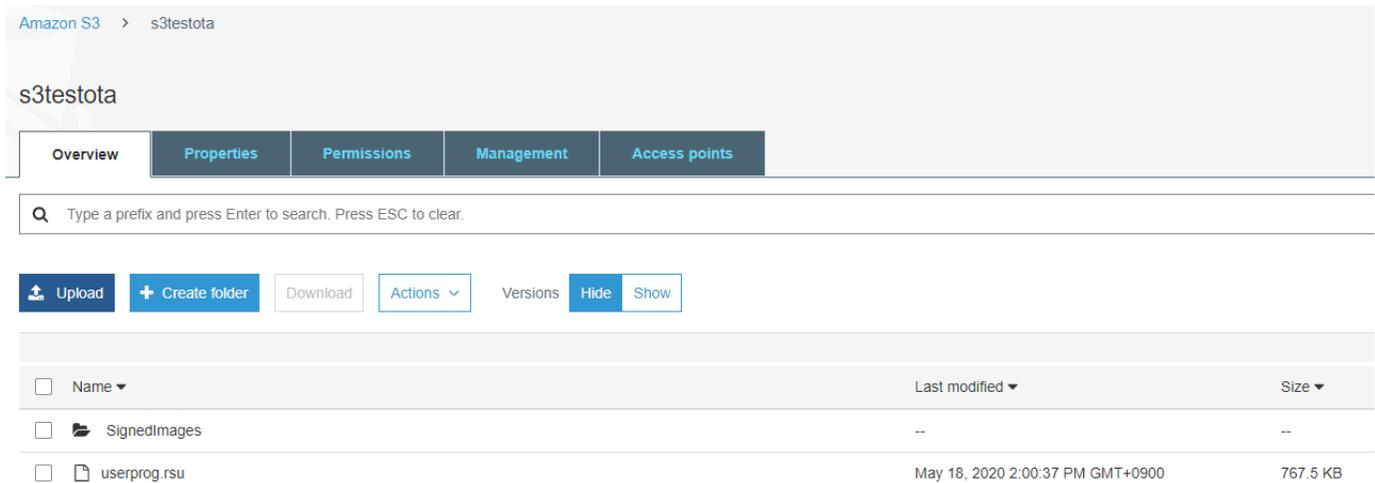 Amazon S3 > s3testota
s3testota
Overview Properties Permissions Management Access points
Type a prefix and press Enter to search. Press ESC to clear.
Upload + Create folder Download Actions Versions Hide Show
Name Last modified Size
SignedImages -- --
userprog.rsu May 18, 2020 2:00:37 PM GMT+0900 767.5 KB